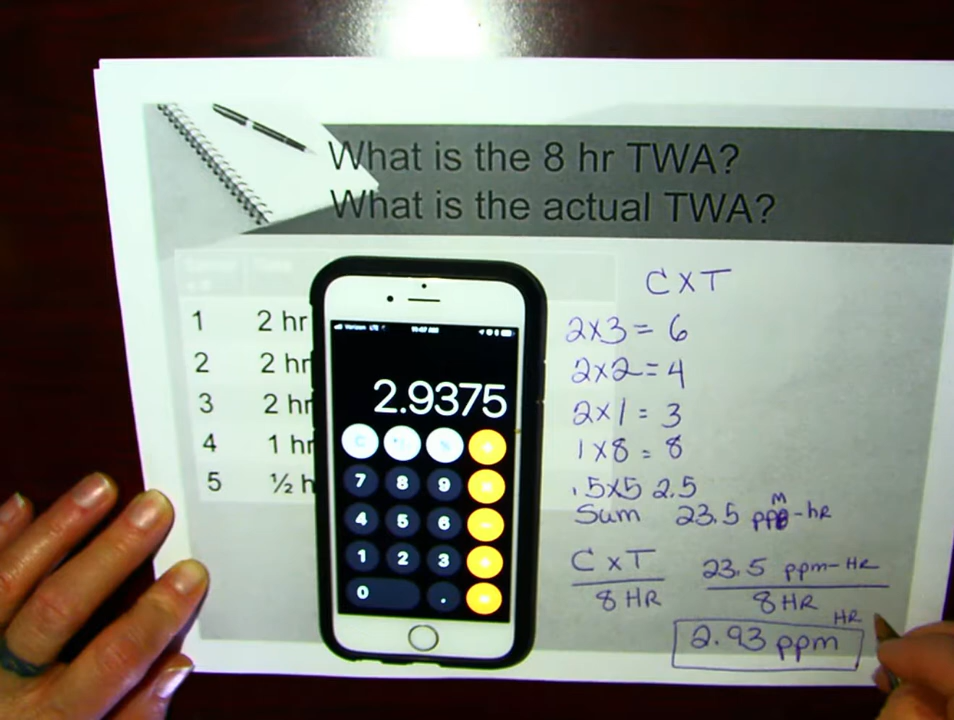 What is the 8 hr TWA?
What is the actual TWA?
1 2 hr
2 2 hr
3 2 hr
4 1 hr
5 ½ h
Verizon LTE
2.9375
7 8 9
4 5 6
1 2 3
0 .
C X T
2x3 = 6
2x2 = 4
2x1 = 3
1x8 = 8
.5x5 2.5
Sum 23.5 ppM-hR
C x T 23.5 ppm-HR
8 HR 8 HR
HR
2.93 ppm